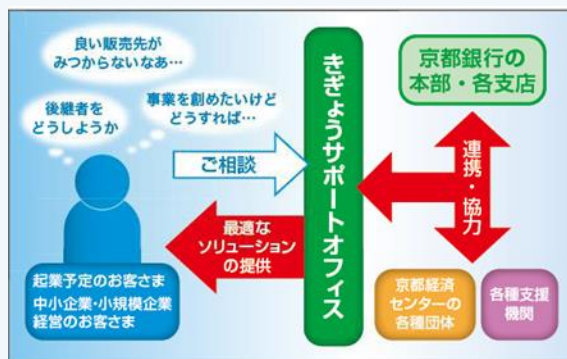 良い販売先が
みつからないなあ…
後継者を
どうしようか
事業を創めたいけど
どうすれば…
ご相談
最適な
ソリューション
の提供
起業予定のお客さま
中小企業・小規模企業
経営のお客さま
きぎょうサポートオフィス
京都銀行の
本部・各支店
連携・協力
京都経済
センターの
各種団体
各種支援
機関